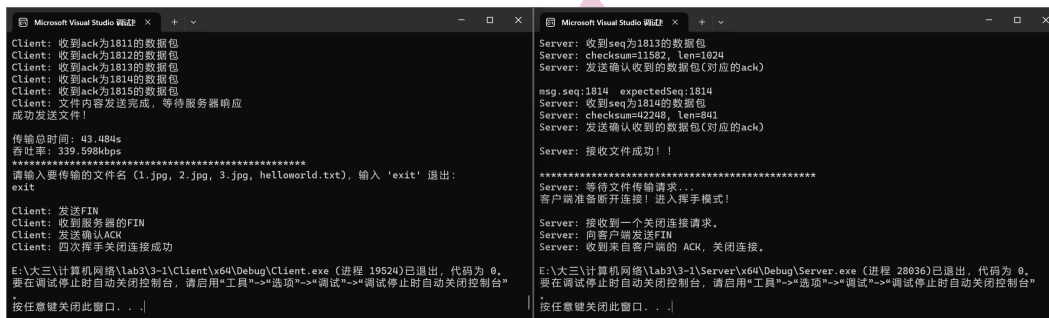 Microsoft Visual Studio 调试
Client: 收到ack为1811的数据包
Client: 收到ack为1812的数据包
Client: 收到ack为1813的数据包
Client: 收到ack为1814的数据包
Client: 收到ack为1815的数据包
Client: 文件内容发送完成，等待服务器响应
成功发送文件！
传输总时间: 43.484s
吞吐率: 339.598kbps
***************************************************
请输入要传输的文件名 (1.jpg, 2.jpg, 3.jpg, helloworld.txt)，输入 'exit' 退出：
exit
Client: 发送FIN
Client: 收到服务器的FIN
Client: 发送确认ACK
Client: 四次挥手关闭连接成功
E:\大三\计算机网络\lab3\3-1\Client\x64\Debug\Client.exe (进程 19524)已退出，代码为 0。
要在调试停止时自动关闭控制台，请启用“工具”->“选项”->“调试”->“调试停止时自动关闭控制台”
。
按任意键关闭此窗口. . .
Microsoft Visual Studio 调试
Server: 收到seq为1813的数据包
Server: checksum=11582, len=1024
Server: 发送确认收到的数据包(对应的ack)
msg.seq:1814  expectedSeq:1814
Server: 收到seq为1814的数据包
Server: checksum=42248, len=841
Server: 发送确认收到的数据包(对应的ack)
Server: 接收文件成功！！
************************************************
Server: 等待文件传输请求...
客户端准备断开连接！进入挥手模式！
Server: 接收到一个关闭连接请求。
Server: 向客户端发送FIN
Server: 收到来自客户端的 ACK, 关闭连接。
E:\大三\计算机网络\lab3\3-1\Server\x64\Debug\Server.exe (进程 28036)已退出，代码为 0。
要在调试停止时自动关闭控制台，请启用“工具”->“选项”->“调试”->“调试停止时自动关闭控制台”
。
按任意键关闭此窗口. . .